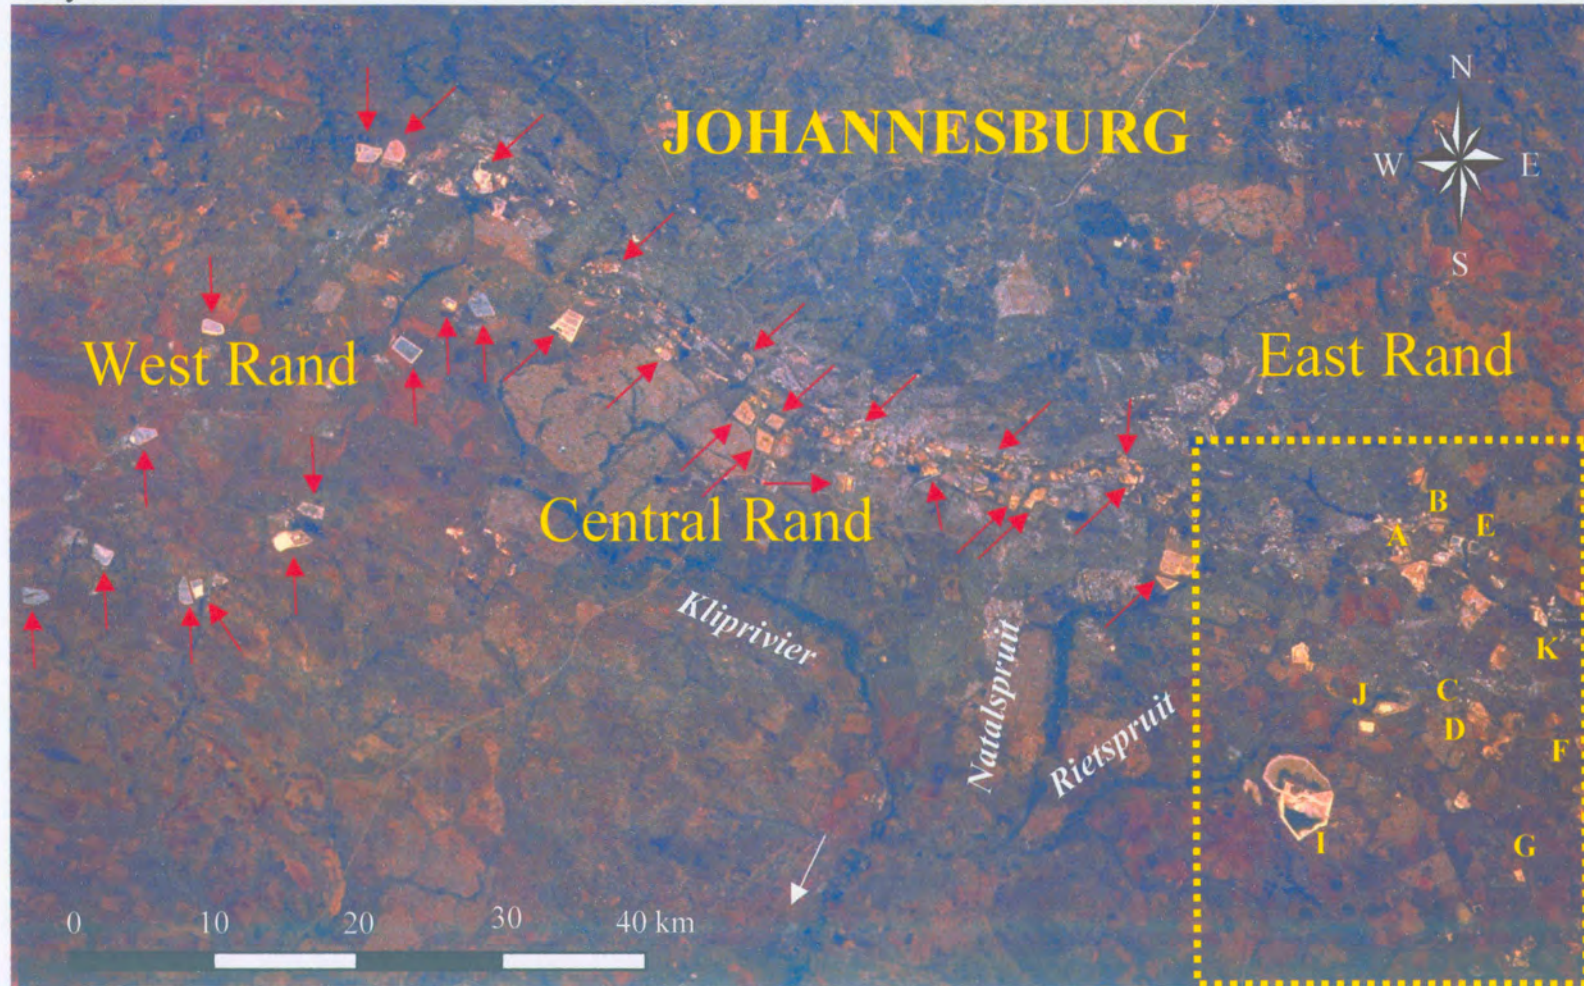 N
JOHANNESBURG
W E
S
West Rand
East Rand
Central Rand
B
A
E
Kliprivier
Natalspruit
Rietspruit
K
J
C
D
F
I
G
0 10 20 30 40 km